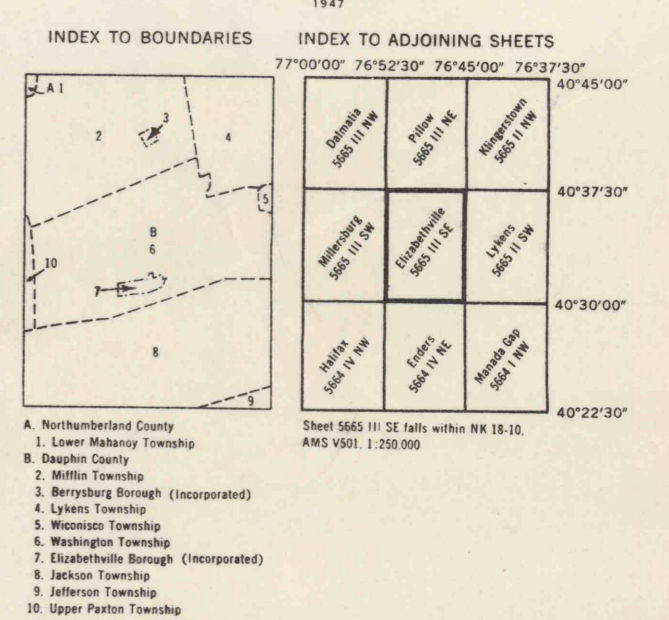 1947
INDEX TO BOUNDARIES
A 1
2
3
4
5
B
6
10
7
8
9
A. Northumberland County
1. Lower Mahanoy Township
B. Dauphin County
2. Mifflin Township
3. Berrysburg Borough (Incorporated)
4. Lykens Township
5. Wiconisco Township
6. Washington Township
7. Elizabethville Borough (Incorporated)
8. Jackson Township
9. Jefferson Township
10. Upper Paxton Township
INDEX TO ADJOINING SHEETS
77°00'00" 76°52'30" 76°45'00" 76°37'30"
40°45'00"
Dalmatia
5665 III NW
Pillow
5665 III NE
Klingerstown
5665 II NW
40°37'30"
Millersburg
5665 III SW
Elizabethville
5665 III SE
Lykens
5665 II SW
40°30'00"
Halifax
5664 IV NW
Enders
5664 IV NE
Manada Gap
5664 I NW
40°22'30"
Sheet 5665 III SE falls within NK 18-10,
AMS V501, 1:250,000